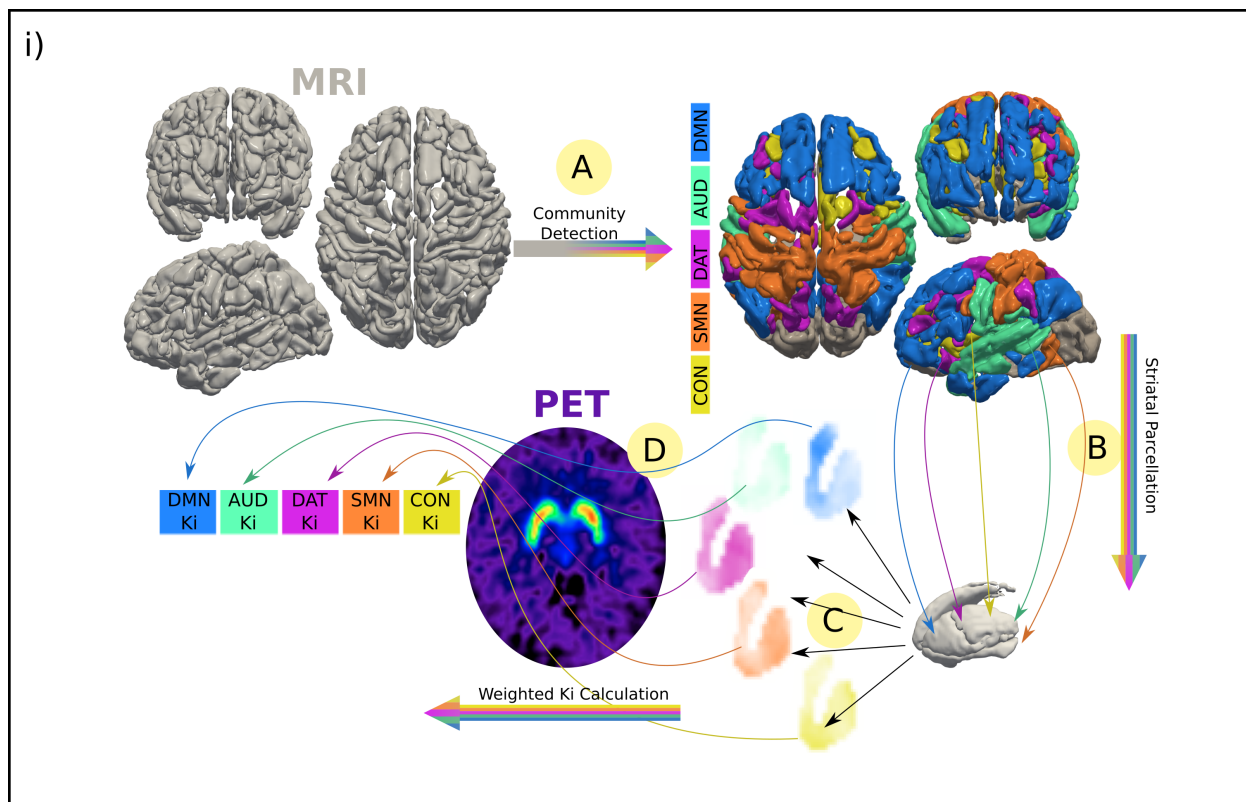 i)
MRI
A
Community
Detection
DMN
AUD
DAT
SMN
CON
Striatal Parcellation
B
PET
D
DMN
Ki
AUD
Ki
DAT
Ki
SMN
Ki
CON
Ki
C
Weighted Ki Calculation